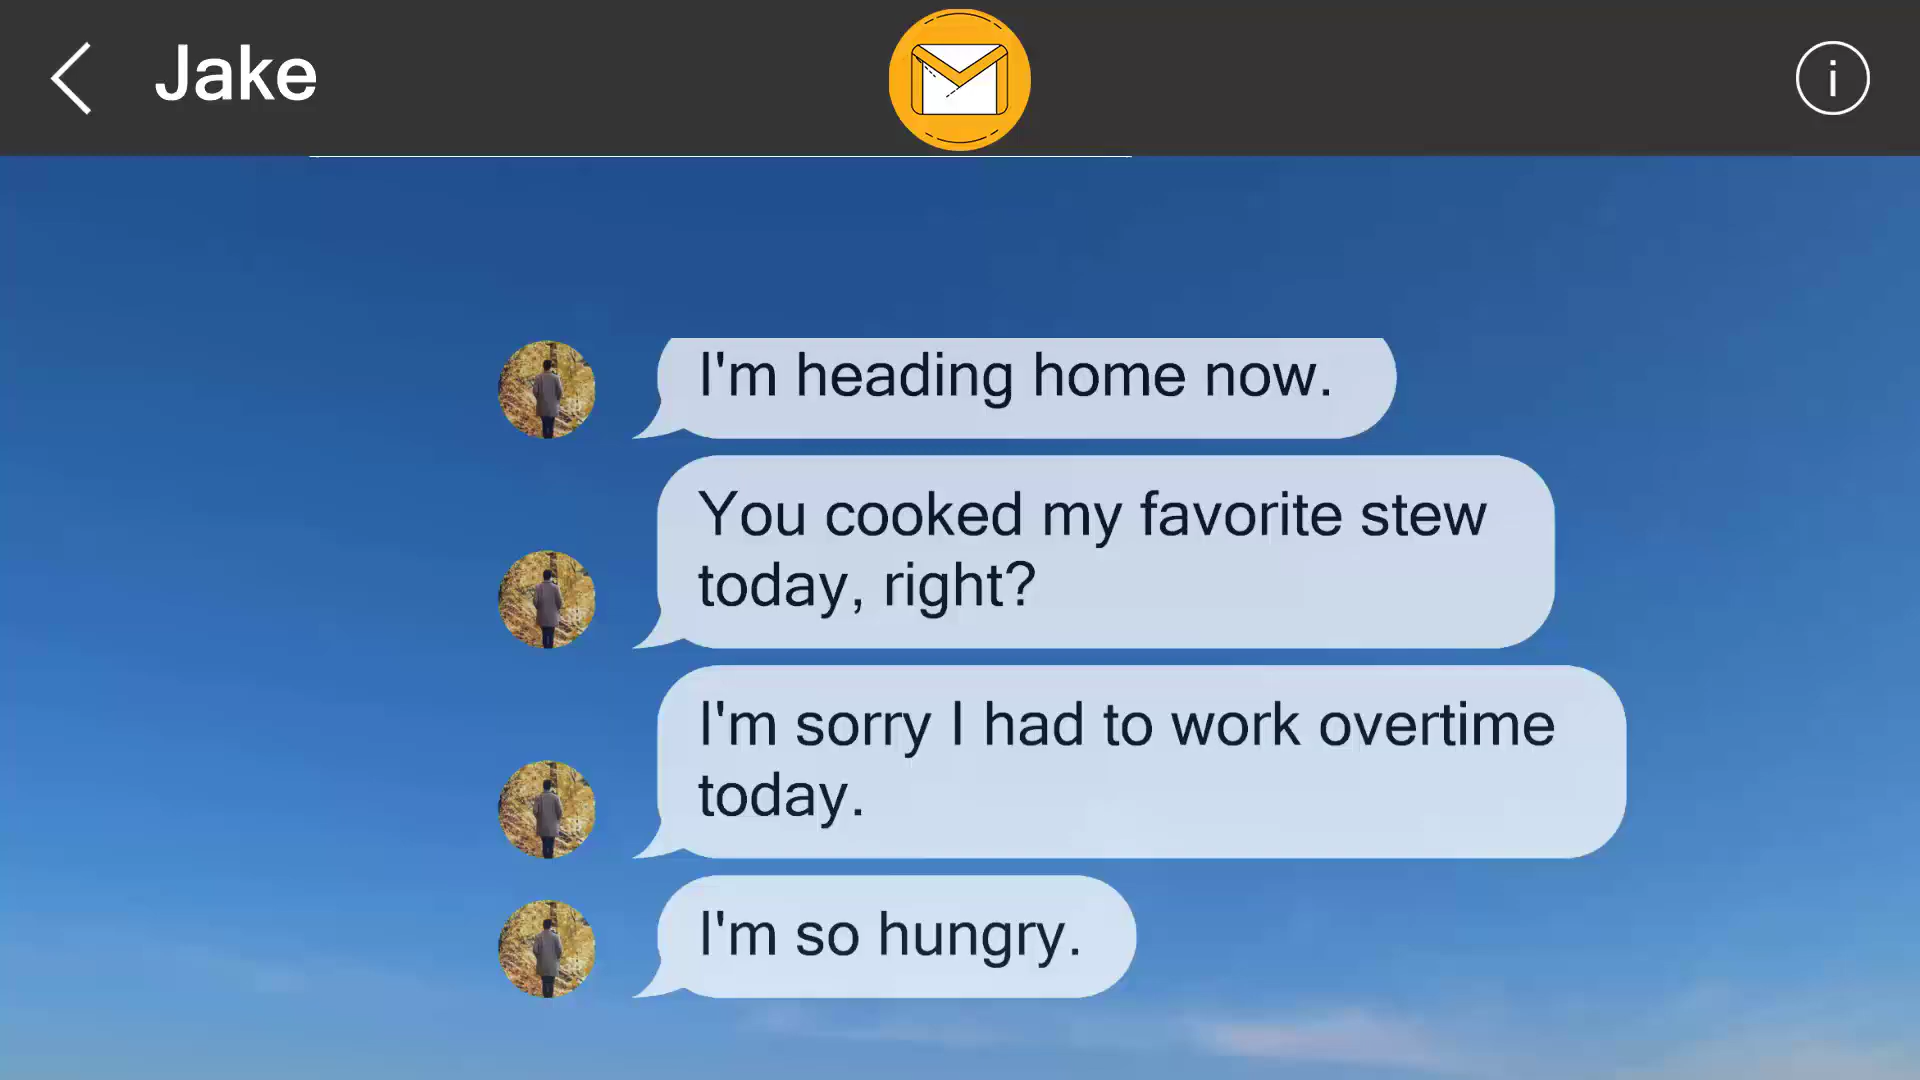 Jake
i
I'm heading home now.
You cooked my favorite stew
today, right?
I'm sorry I had to work overtime
today.
I'm so hungry.